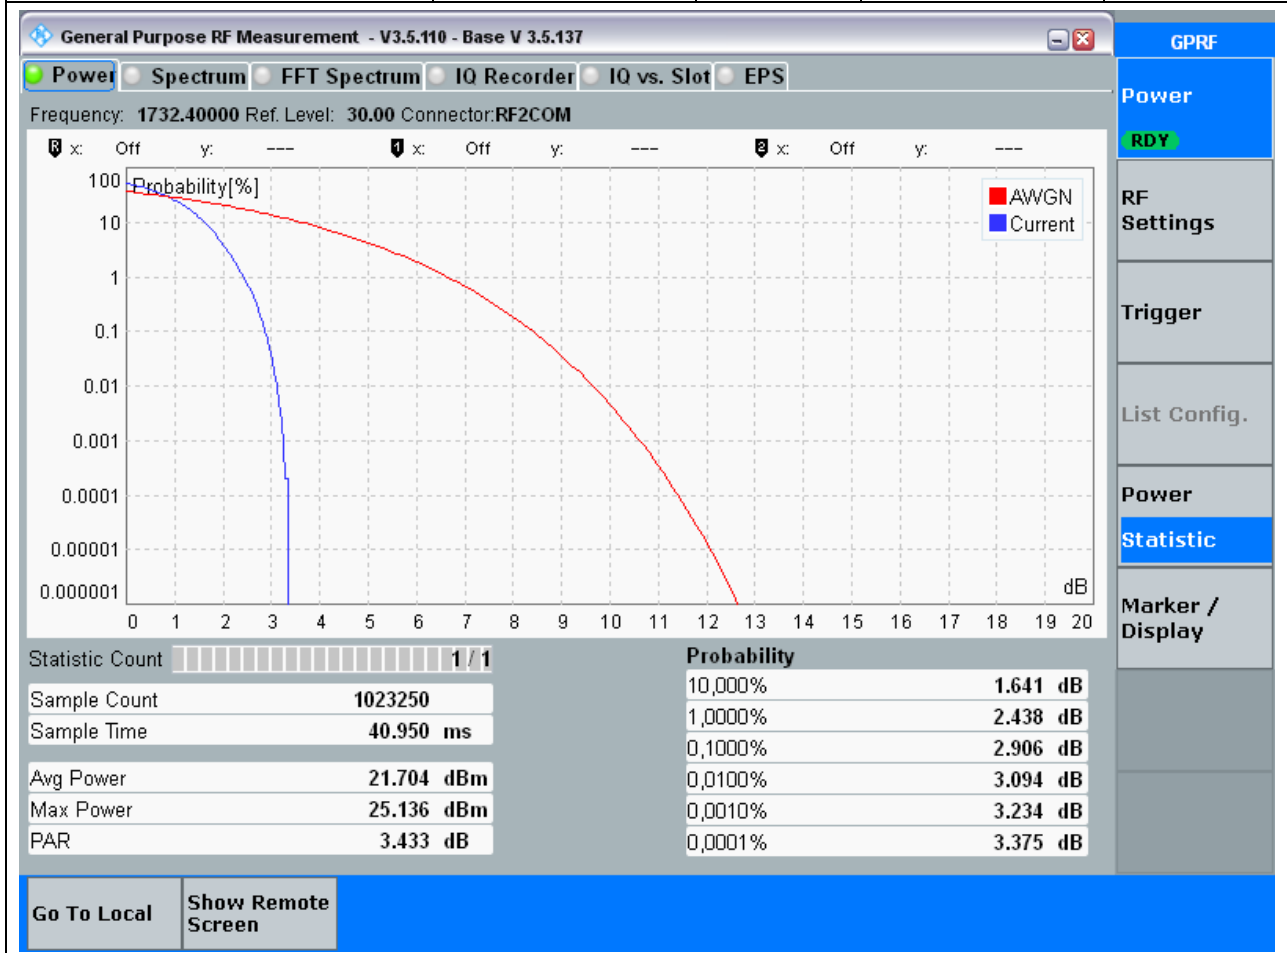 General Purpose RF Measurement - V3.5.110 - Base V 3.5.137
GPRF
Power Spectrum FFT Spectrum IQ Recorder IQ vs. Slot EPS
Frequency: 1732.40000 Ref. Level: 30.00 Connector:RF2COM
R x: Off y: --- 1 x: Off y: --- 2 x: Off y: ---
Probability[%]
100
10
1
0.1
0.01
0.001
0.0001
0.00001
0.000001
AWGN
Current
dB
0 1 2 3 4 5 6 7 8 9 10 11 12 13 14 15 16 17 18 19 20
Statistic Count 1 / 1
Sample Count 1023250
Sample Time 40.950 ms
Avg Power 21.704 dBm
Max Power 25.136 dBm
PAR 3.433 dB
Probability
10,000% 1.641 dB
1,0000% 2.438 dB
0,1000% 2.906 dB
0,0100% 3.094 dB
0,0010% 3.234 dB
0,0001% 3.375 dB
Power
RDY
RF
Settings
Trigger
List Config.
Power
Statistic
Marker /
Display
Go To Local
Show Remote
Screen